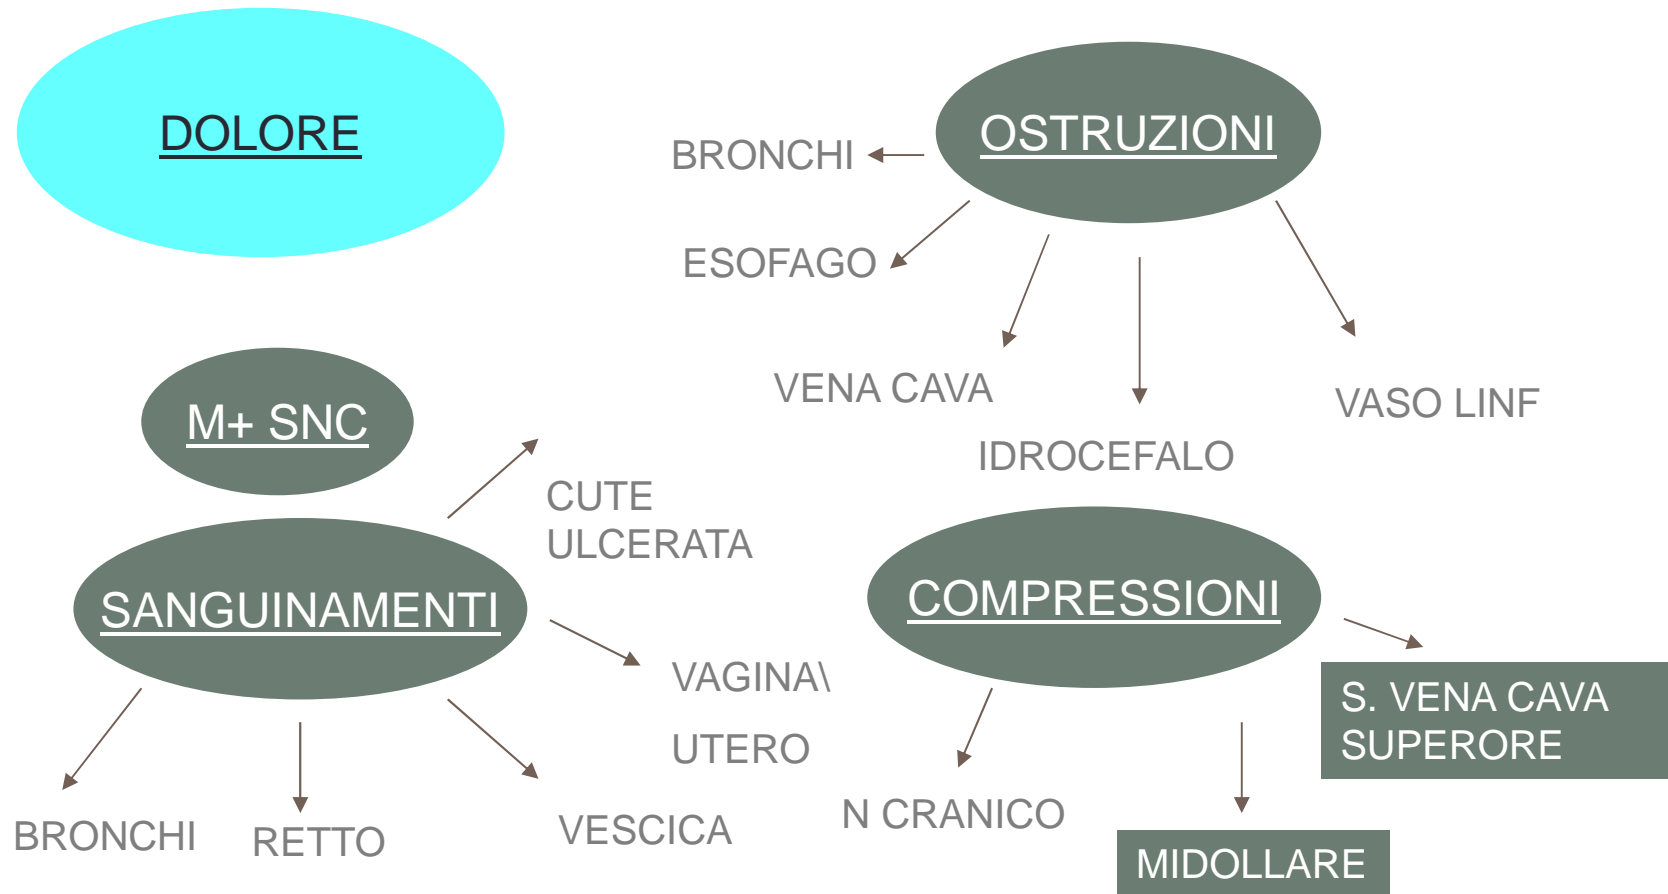 DOLORE
OSTRUZIONI
BRONCHI
ESOFAGO
VENA CAVA
IDROCEFALO
VASO LINF
M+ SNC
SANGUINAMENTI
CUTE
ULCERATA
VAGINA\
UTERO
VESCICA
RETTO
BRONCHI
COMPRESSIONI
N CRANICO
MIDOLLARE
S. VENA CAVA
SUPERORE